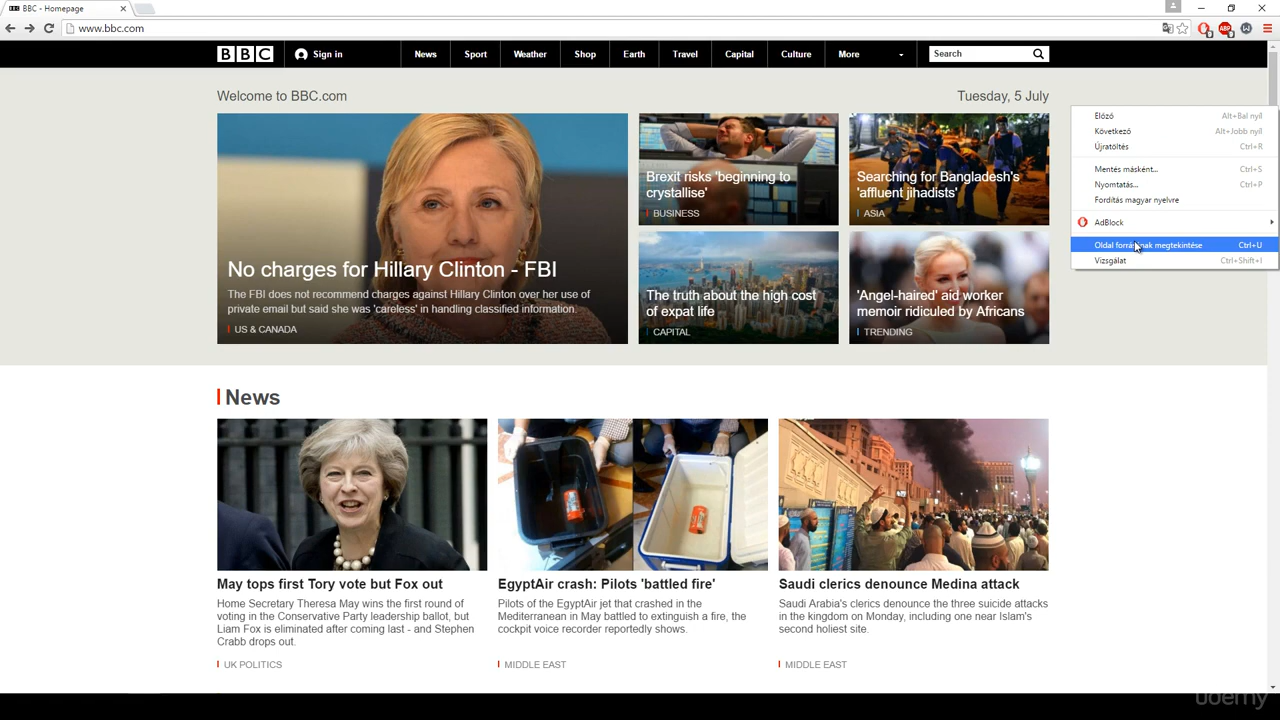 BBC - Homepage
www.bbc.com
BBC
Sign in
News
Sport
Weather
Shop
Earth
Travel
Capital
Culture
More
Search
Welcome to BBC.com
Tuesday, 5 July
No charges for Hillary Clinton - FBI
The FBI does not recommend charges against Hillary Clinton over her use of
private email but said she was 'careless' in handling classified information.
US & CANADA
Brexit risks 'beginning to
crystallise'
BUSINESS
Searching for Bangladesh's
'affluent jihadists'
ASIA
The truth about the high cost
of expat life
CAPITAL
'Angel-haired' aid worker
memoir ridiculed by Africans
TRENDING
Előző Alt+Bal nyíl
Következő Alt+Jobb nyíl
Újratöltés Ctrl+R
Mentés másként... Ctrl+S
Nyomtatás... Ctrl+P
Fordítás magyar nyelvre
AdBlock
Oldal forrásának megtekintése Ctrl+U
Vizsgálat Ctrl+Shift+I
News
May tops first Tory vote but Fox out
Home Secretary Theresa May wins the first round of
voting in the Conservative Party leadership ballot, but
Liam Fox is eliminated after coming last - and Stephen
Crabb drops out.
UK POLITICS
EgyptAir crash: Pilots 'battled fire'
Pilots of the EgyptAir jet that crashed in the
Mediterranean in May battled to extinguish a fire, the
cockpit voice recorder reportedly shows.
MIDDLE EAST
Saudi clerics denounce Medina attack
Saudi Arabia's clerics denounce the three suicide attacks
in the kingdom on Monday, including one near Islam's
second holiest site.
MIDDLE EAST
udemy